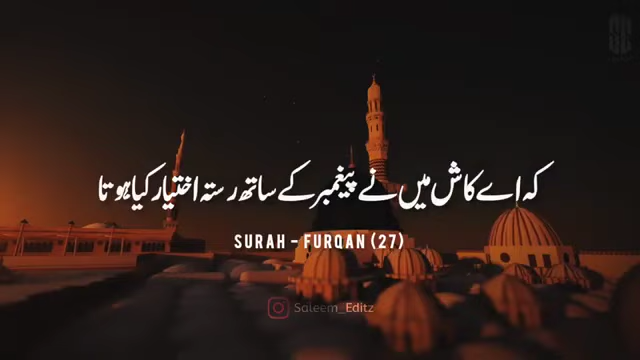 کہ اے کاش میں نے پیغمبر کے ساتھ رستہ اختیار کیا ہوتا
SURAH - FURQAN (27)
Saleem_Editz